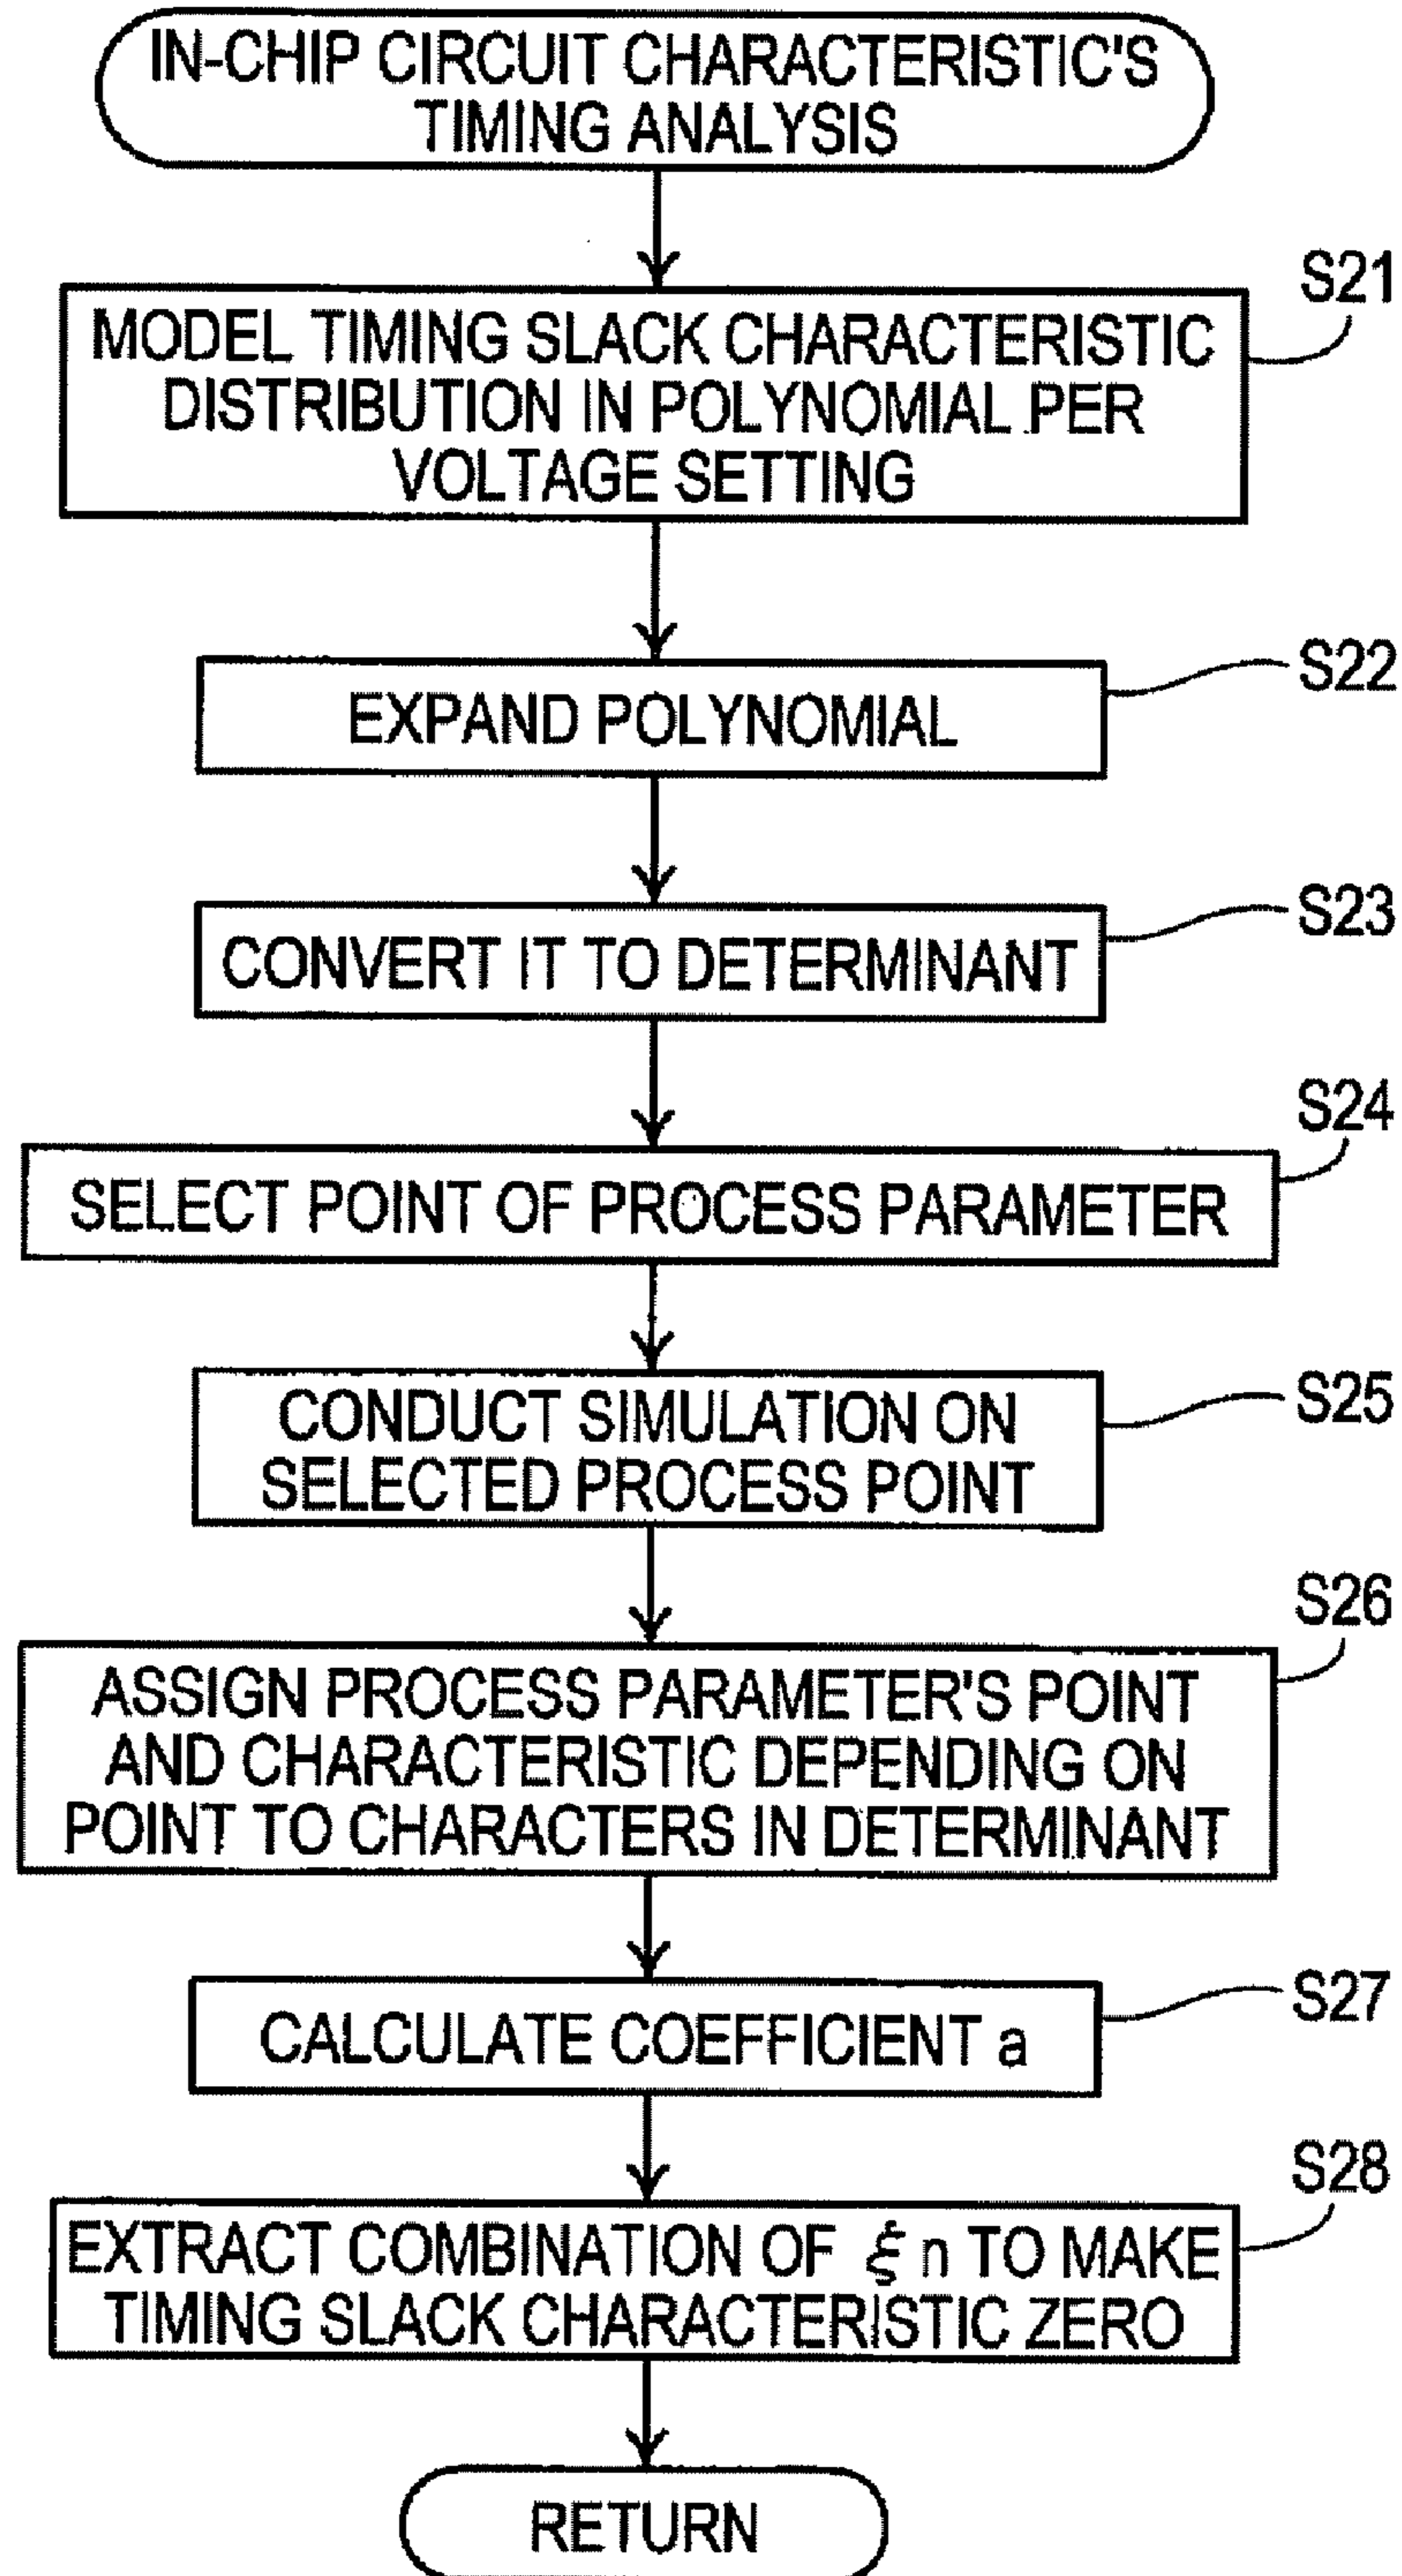 IN-CHIP CIRCUIT CHARACTERISTIC'S
TIMING ANALYSIS
S21
MODEL TIMING SLACK CHARACTERISTIC
DISTRIBUTION IN POLYNOMIAL PER
VOLTAGE SETTING
S22
EXPAND POLYNOMIAL
S23
CONVERT IT TO DETERMINANT
S24
SELECT POINT OF PROCESS PARAMETER
S25
CONDUCT SIMULATION ON
SELECTED PROCESS POINT
S26
ASSIGN PROCESS PARAMETER'S POINT
AND CHARACTERISTIC DEPENDING ON
POINT TO CHARACTERS IN DETERMINANT
S27
CALCULATE COEFFICIENT a
S28
EXTRACT COMBINATION OF ξn TO MAKE
TIMING SLACK CHARACTERISTIC ZERO
RETURN